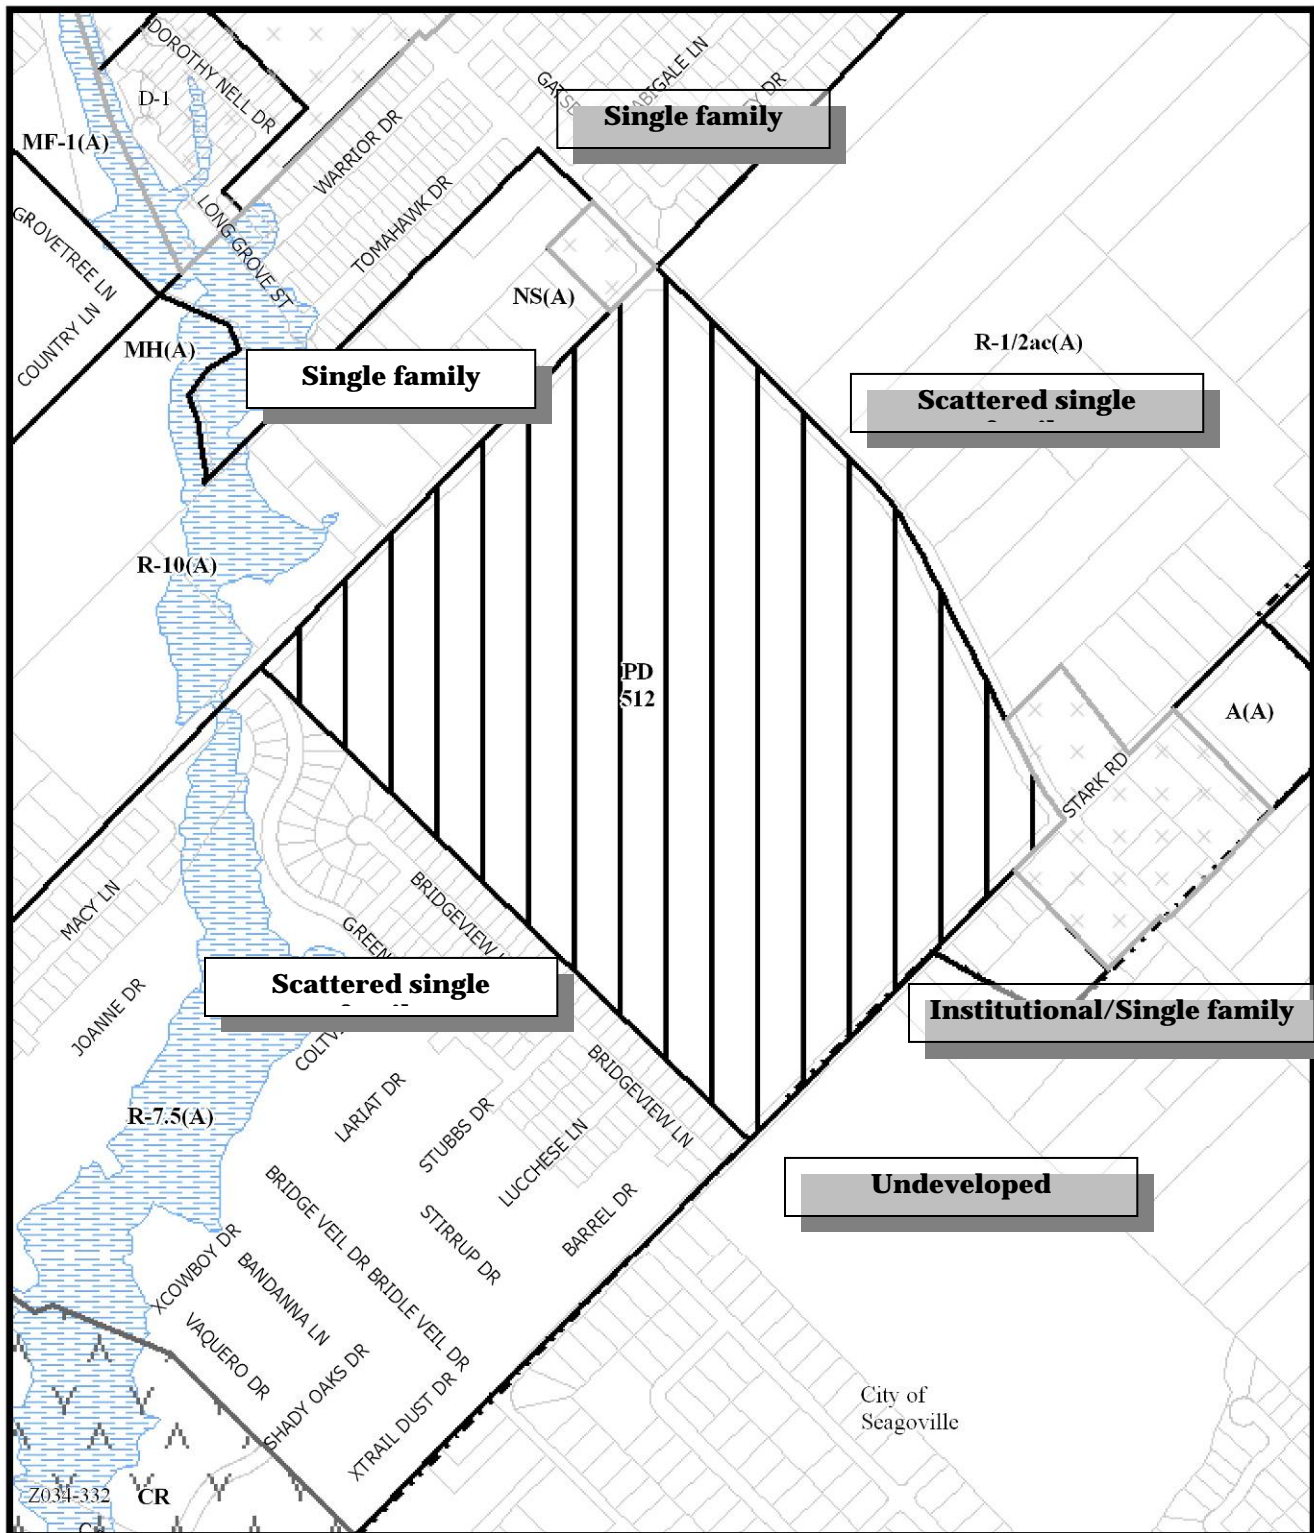 DOROTHY NELL DR
D-1
MF-1(A)
WARRIOR DR
ABIGALE LN
DR
Single family
TOMAHAWK DR
LONG GROVE ST
GROVETREE LN
COUNTRY LN
NS(A)
MH(A)
R-1/2ac(A)
Single family
Scattered single
R-10(A)
PD
512
A(A)
STARK RD
MACY LN
BRIDGEVIEW
GREEN
Scattered single
JOANNE DR
Institutional/Single family
LARIAT DR
STUBBS DR
BRIDGEVIEW LN
R-7.5(A)
LUCCHESE LN
Undeveloped
BRIDGE VEIL DR
STIRRUP DR
BARREL DR
XCOWBOY DR
BANDANNA LN
BRIDLE VEIL DR
VAQUERO DR
SHADY OAKS DR
XTRAIL DUST DR
City of
Seagoville
Z034-332
CR